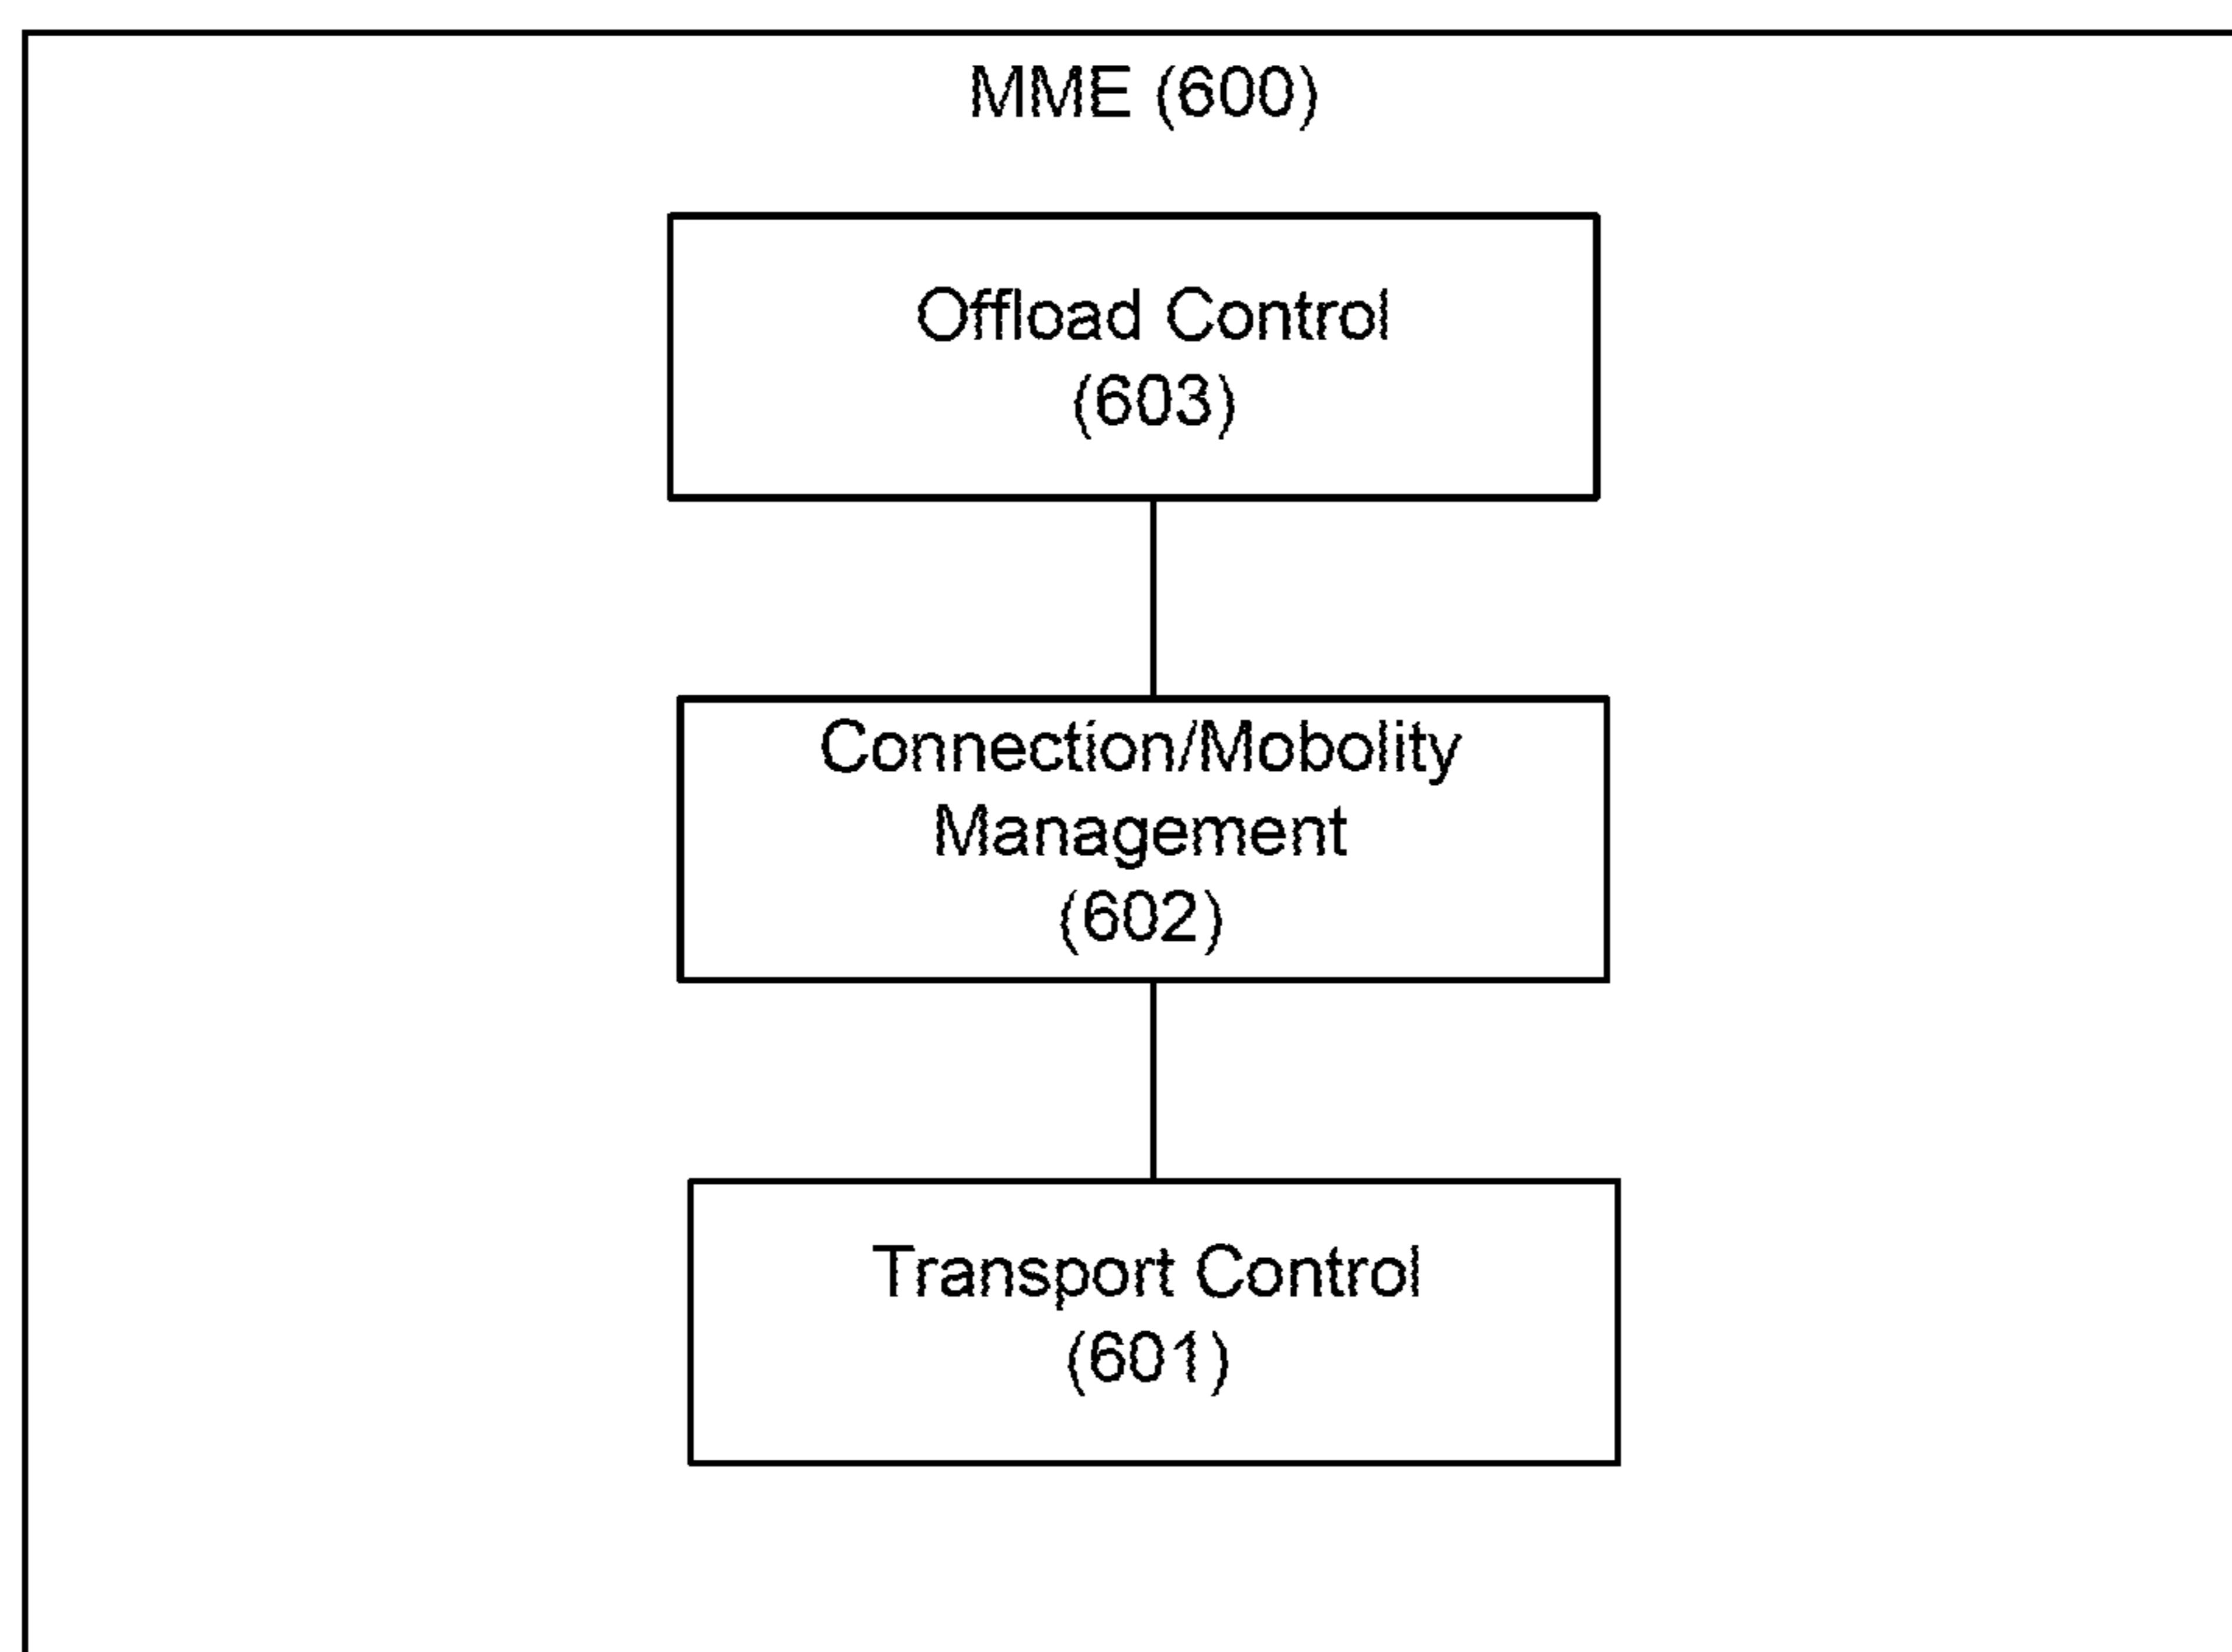 MME (600)
Offload Control
(603)
Connection/Mobolity
Management
(602)
Transport Control
(601)